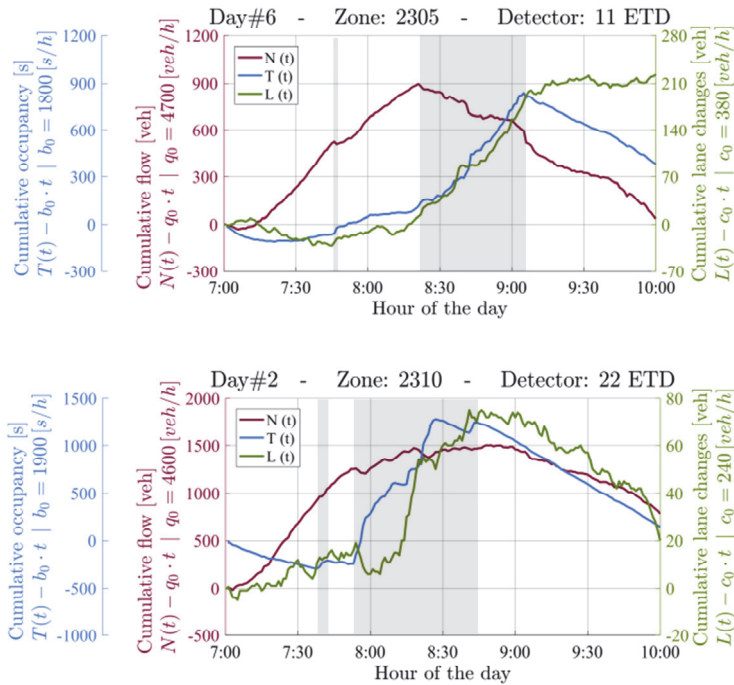 Day#6 - Zone: 2305 - Detector: 11 ETD
Cumulative occupancy [s]
T(t) − b₀ · t | b₀ = 1800 [s/h]
1200
900
600
300
0
-300
Cumulative flow [veh]
N(t) − q₀ · t | q₀ = 4700 [veh/h]
1200
900
600
300
0
-300
N (t)
T (t)
L (t)
280
210
140
70
0
-70
Cumulative lane changes [veh]
L(t) − c₀ · t | c₀ = 380 [veh/h]
7:00 7:30 8:00 8:30 9:00 9:30 10:00
Hour of the day
Day#2 - Zone: 2310 - Detector: 22 ETD
Cumulative occupancy [s]
T(t) − b₀ · t | b₀ = 1900 [s/h]
1500
1000
500
0
-500
-1000
Cumulative flow [veh]
N(t) − q₀ · t | q₀ = 4600 [veh/h]
2000
1500
1000
500
0
-500
N (t)
T (t)
L (t)
80
60
40
20
0
-20
Cumulative lane changes [veh]
L(t) − c₀ · t | c₀ = 240 [veh/h]
7:00 7:30 8:00 8:30 9:00 9:30 10:00
Hour of the day